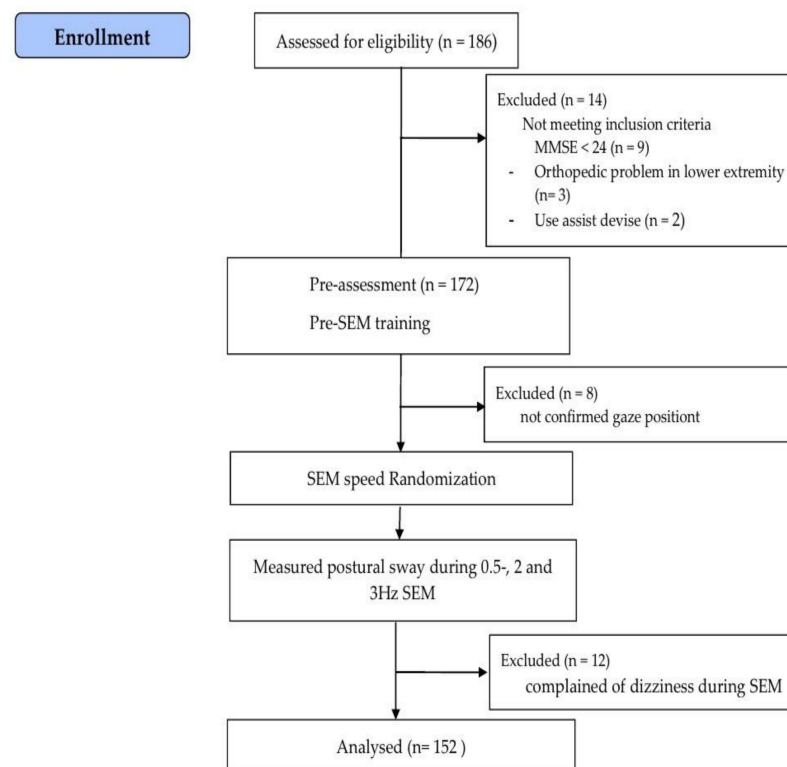 Enrollment
Assessed for eligibility (n = 186)
Excluded (n = 14)
Not meeting inclusion criteria
MMSE < 24 (n = 9)
- Orthopedic problem in lower extremity
(n= 3)
- Use assist devise (n = 2)
Pre-assessment (n = 172)
Pre-SEM training
Excluded (n = 8)
not confirmed gaze positiont
SEM speed Randomization
Measured postural sway during 0.5-, 2 and
3Hz SEM
Excluded (n = 12)
complained of dizziness during SEM
Analysed (n= 152 )